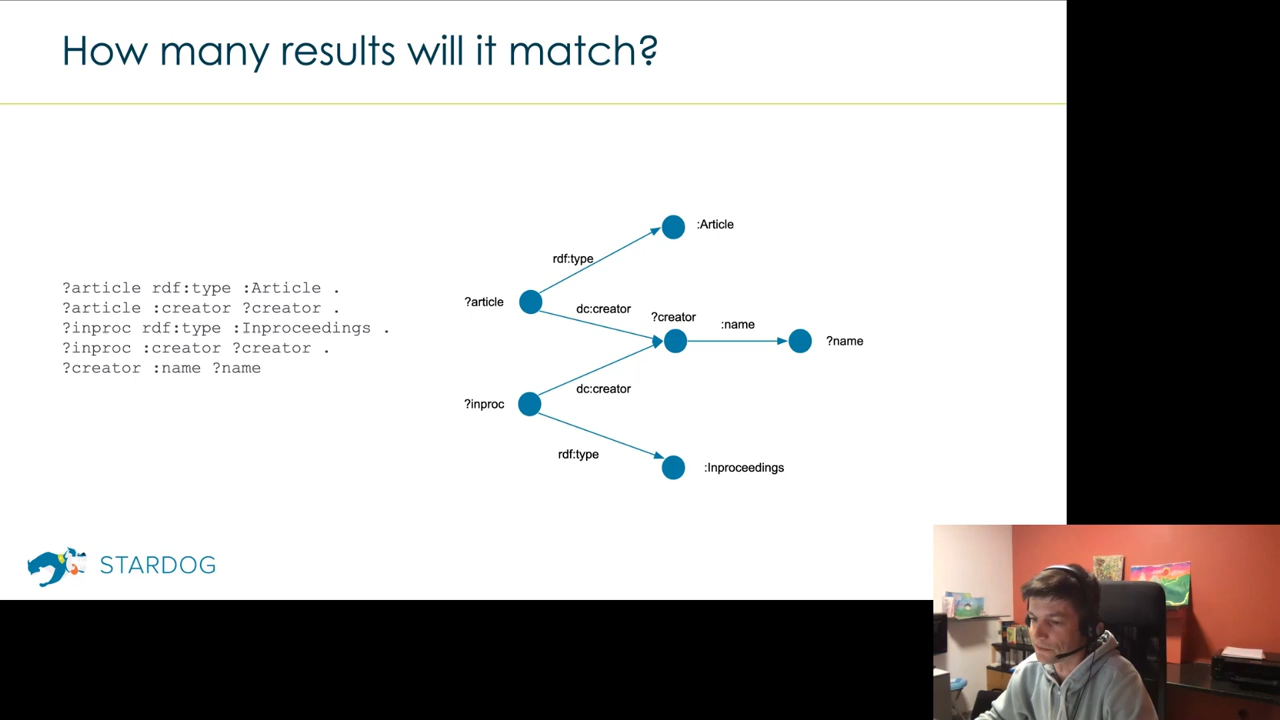 How many results will it match?
?article rdf:type :Article .
?article :creator ?creator .
?inproc rdf:type :Inproceedings .
?inproc :creator ?creator .
?creator :name ?name
:Article
rdf:type
?article
dc:creator
?creator
:name
?name
dc:creator
?inproc
rdf:type
:Inproceedings
STARDOG